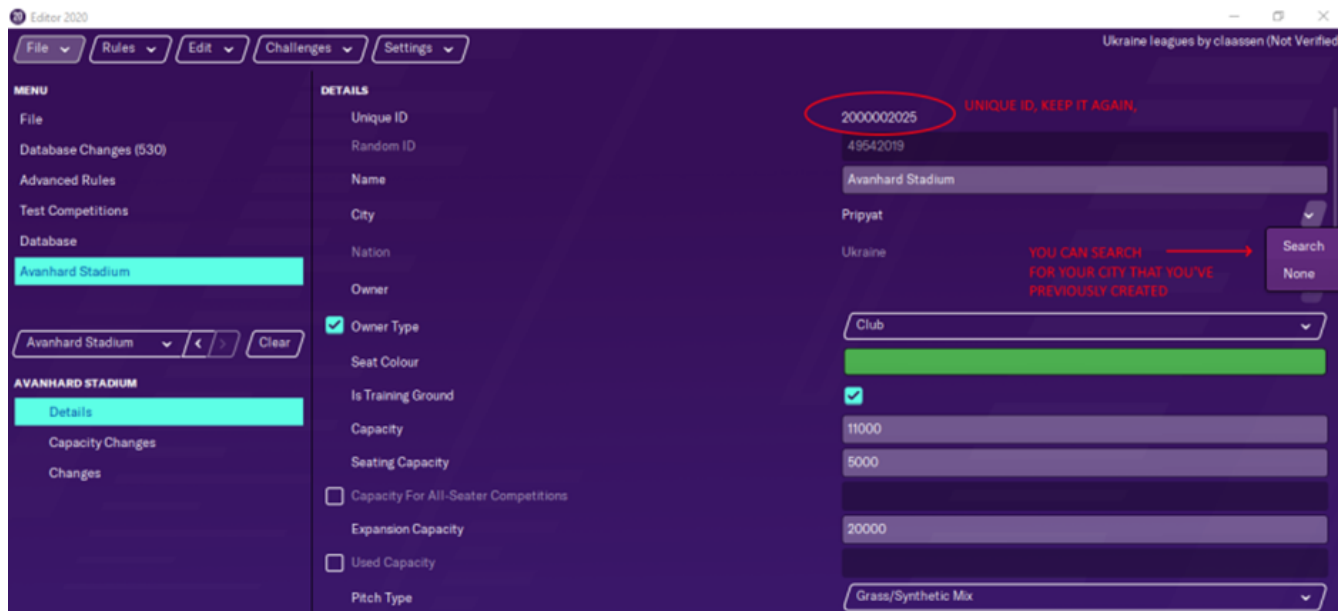 20 Editor 2020
File Rules Edit Challenges Settings
Ukraine leagues by claassen (Not Verified
MENU
File
Database Changes (530)
Advanced Rules
Test Competitions
Database
Avanhard Stadium
Avanhard Stadium < > Clear
AVANHARD STADIUM
Details
Capacity Changes
Changes
DETAILS
Unique ID 2000002025 UNIQUE ID, KEEP IT AGAIN,
Random ID 49542019
Name Avanhard Stadium
City Pripyat
Nation Ukraine
YOU CAN SEARCH
FOR YOUR CITY THAT YOU'VE
PREVIOUSLY CREATED
Search
None
Owner
Owner Type Club
Seat Colour
Is Training Ground
Capacity 11000
Seating Capacity 5000
Capacity For All-Seater Competitions
Expansion Capacity 20000
Used Capacity
Pitch Type Grass/Synthetic Mix